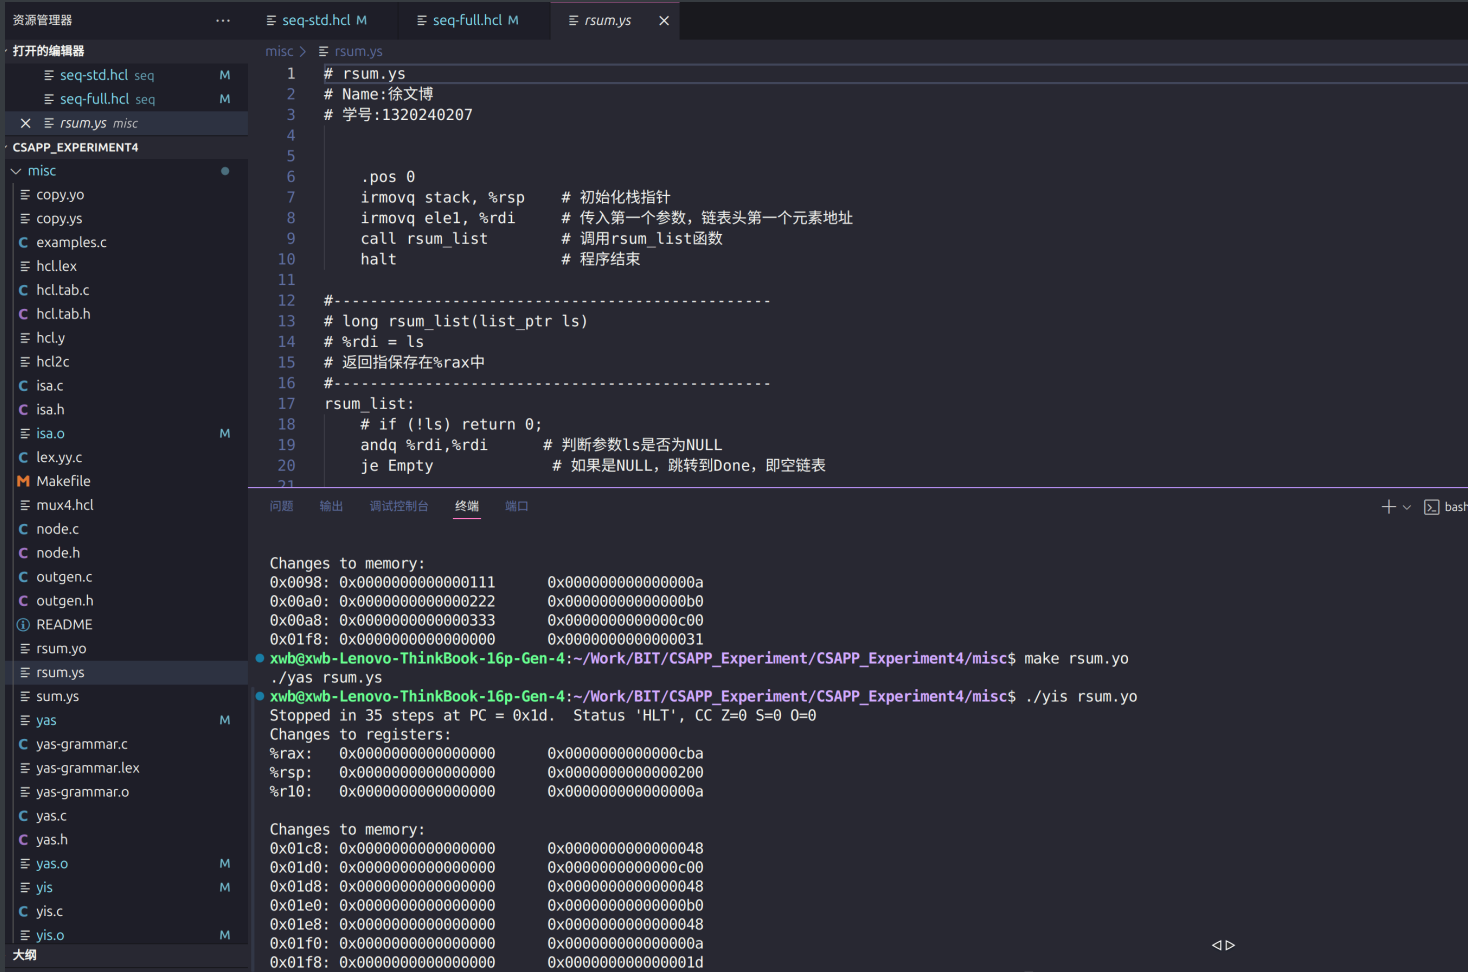 资源管理器
···
打开的编辑器
seq-std.hcl seq M
seq-full.hcl seq M
rsum.ys misc
CSAPP_EXPERIMENT4
misc
copy.yo
copy.ys
C examples.c
hcl.lex
C hcl.tab.c
C hcl.tab.h
hcl.y
hcl2c
C isa.c
C isa.h
isa.o M
C lex.yy.c
M Makefile
mux4.hcl
C node.c
C node.h
C outgen.c
C outgen.h
README
rsum.yo
rsum.ys
sum.ys
yas M
C yas-grammar.c
yas-grammar.lex
yas-grammar.o
C yas.c
C yas.h
yas.o M
yis M
C yis.c
yis.o M
大纲
seq-std.hcl M
seq-full.hcl M
rsum.ys
misc > rsum.ys
1 # rsum.ys
2 # Name:徐文博
3 # 学号:1320240207
4
5
6 .pos 0
7 irmovq stack, %rsp # 初始化栈指针
8 irmovq ele1, %rdi # 传入第一个参数，链表头第一个元素地址
9 call rsum_list # 调用rsum_list函数
10 halt # 程序结束
11
12 #------------------------------------------------
13 # long rsum_list(list_ptr ls)
14 # %rdi = ls
15 # 返回指保存在%rax中
16 #------------------------------------------------
17 rsum_list:
18 # if (!ls) return 0;
19 andq %rdi,%rdi # 判断参数ls是否为NULL
20 je Empty # 如果是NULL，跳转到Done，即空链表
21
问题 输出 调试控制台 终端 端口
bash
Changes to memory:
0x0098: 0x0000000000000111 0x000000000000000a
0x00a0: 0x0000000000000222 0x00000000000000b0
0x00a8: 0x0000000000000333 0x0000000000000c00
0x01f8: 0x0000000000000000 0x0000000000000031
xwb@xwb-Lenovo-ThinkBook-16p-Gen-4:~/Work/BIT/CSAPP_Experiment/CSAPP_Experiment4/misc$ make rsum.yo
./yas rsum.ys
xwb@xwb-Lenovo-ThinkBook-16p-Gen-4:~/Work/BIT/CSAPP_Experiment/CSAPP_Experiment4/misc$ ./yis rsum.yo
Stopped in 35 steps at PC = 0x1d. Status 'HLT', CC Z=0 S=0 O=0
Changes to registers:
%rax: 0x0000000000000000 0x0000000000000cba
%rsp: 0x0000000000000000 0x0000000000000200
%r10: 0x0000000000000000 0x000000000000000a
Changes to memory:
0x01c8: 0x0000000000000000 0x0000000000000048
0x01d0: 0x0000000000000000 0x0000000000000c00
0x01d8: 0x0000000000000000 0x0000000000000048
0x01e0: 0x0000000000000000 0x00000000000000b0
0x01e8: 0x0000000000000000 0x0000000000000048
0x01f0: 0x0000000000000000 0x000000000000000a
0x01f8: 0x0000000000000000 0x000000000000001d